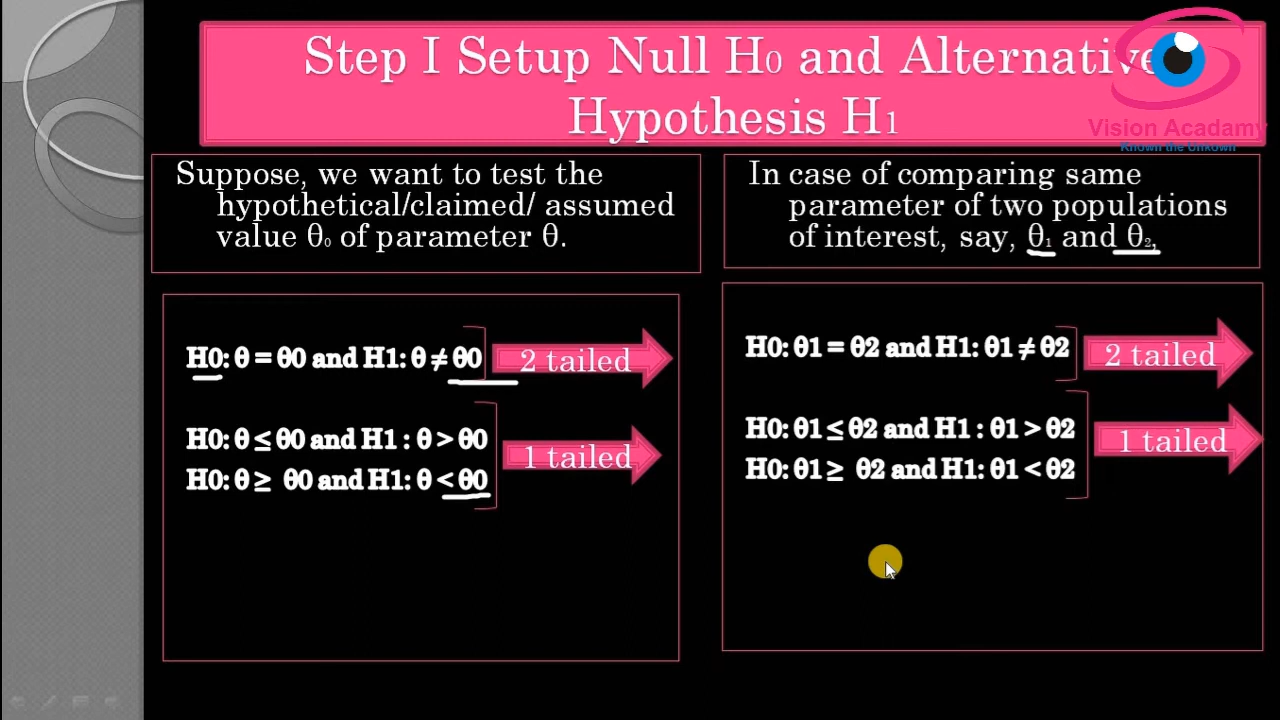 Step I Setup Null H0 and Alternative
Hypothesis H1
Vision Acadamy
Known the Unkown
Suppose, we want to test the
hypothetical/claimed/ assumed
value θ0 of parameter θ.
In case of comparing same
parameter of two populations
of interest, say, θ1 and θ2,
H0: θ = θ0 and H1: θ ≠ θ0
2 tailed
H0: θ ≤ θ0 and H1 : θ > θ0
H0: θ ≥ θ0 and H1: θ < θ0
1 tailed
H0: θ1 = θ2 and H1: θ1 ≠ θ2
2 tailed
H0: θ1 ≤ θ2 and H1 : θ1 > θ2
H0: θ1 ≥ θ2 and H1: θ1 < θ2
1 tailed